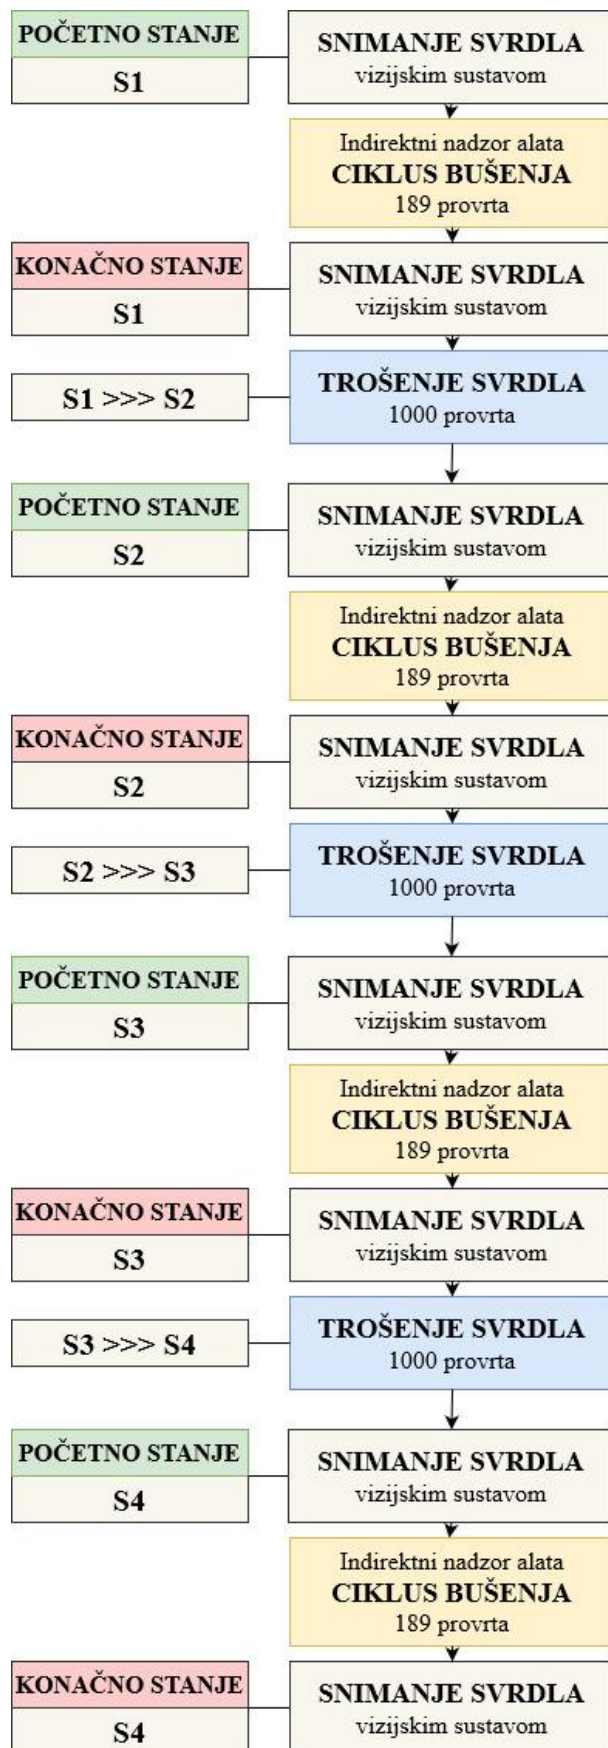 POČETNO STANJE
S1
SNIMANJE SVRDLA
vizijskim sustavom
Indirektni nadzor alata
CIKLUS BUŠENJA
189 provrta
KONAČNO STANJE
S1
SNIMANJE SVRDLA
vizijskim sustavom
S1 >>> S2
TROŠENJE SVRDLA
1000 provrta
POČETNO STANJE
S2
SNIMANJE SVRDLA
vizijskim sustavom
Indirektni nadzor alata
CIKLUS BUŠENJA
189 provrta
KONAČNO STANJE
S2
SNIMANJE SVRDLA
vizijskim sustavom
S2 >>> S3
TROŠENJE SVRDLA
1000 provrta
POČETNO STANJE
S3
SNIMANJE SVRDLA
vizijskim sustavom
Indirektni nadzor alata
CIKLUS BUŠENJA
189 provrta
KONAČNO STANJE
S3
SNIMANJE SVRDLA
vizijskim sustavom
S3 >>> S4
TROŠENJE SVRDLA
1000 provrta
POČETNO STANJE
S4
SNIMANJE SVRDLA
vizijskim sustavom
Indirektni nadzor alata
CIKLUS BUŠENJA
189 provrta
KONAČNO STANJE
S4
SNIMANJE SVRDLA
vizijskim sustavom